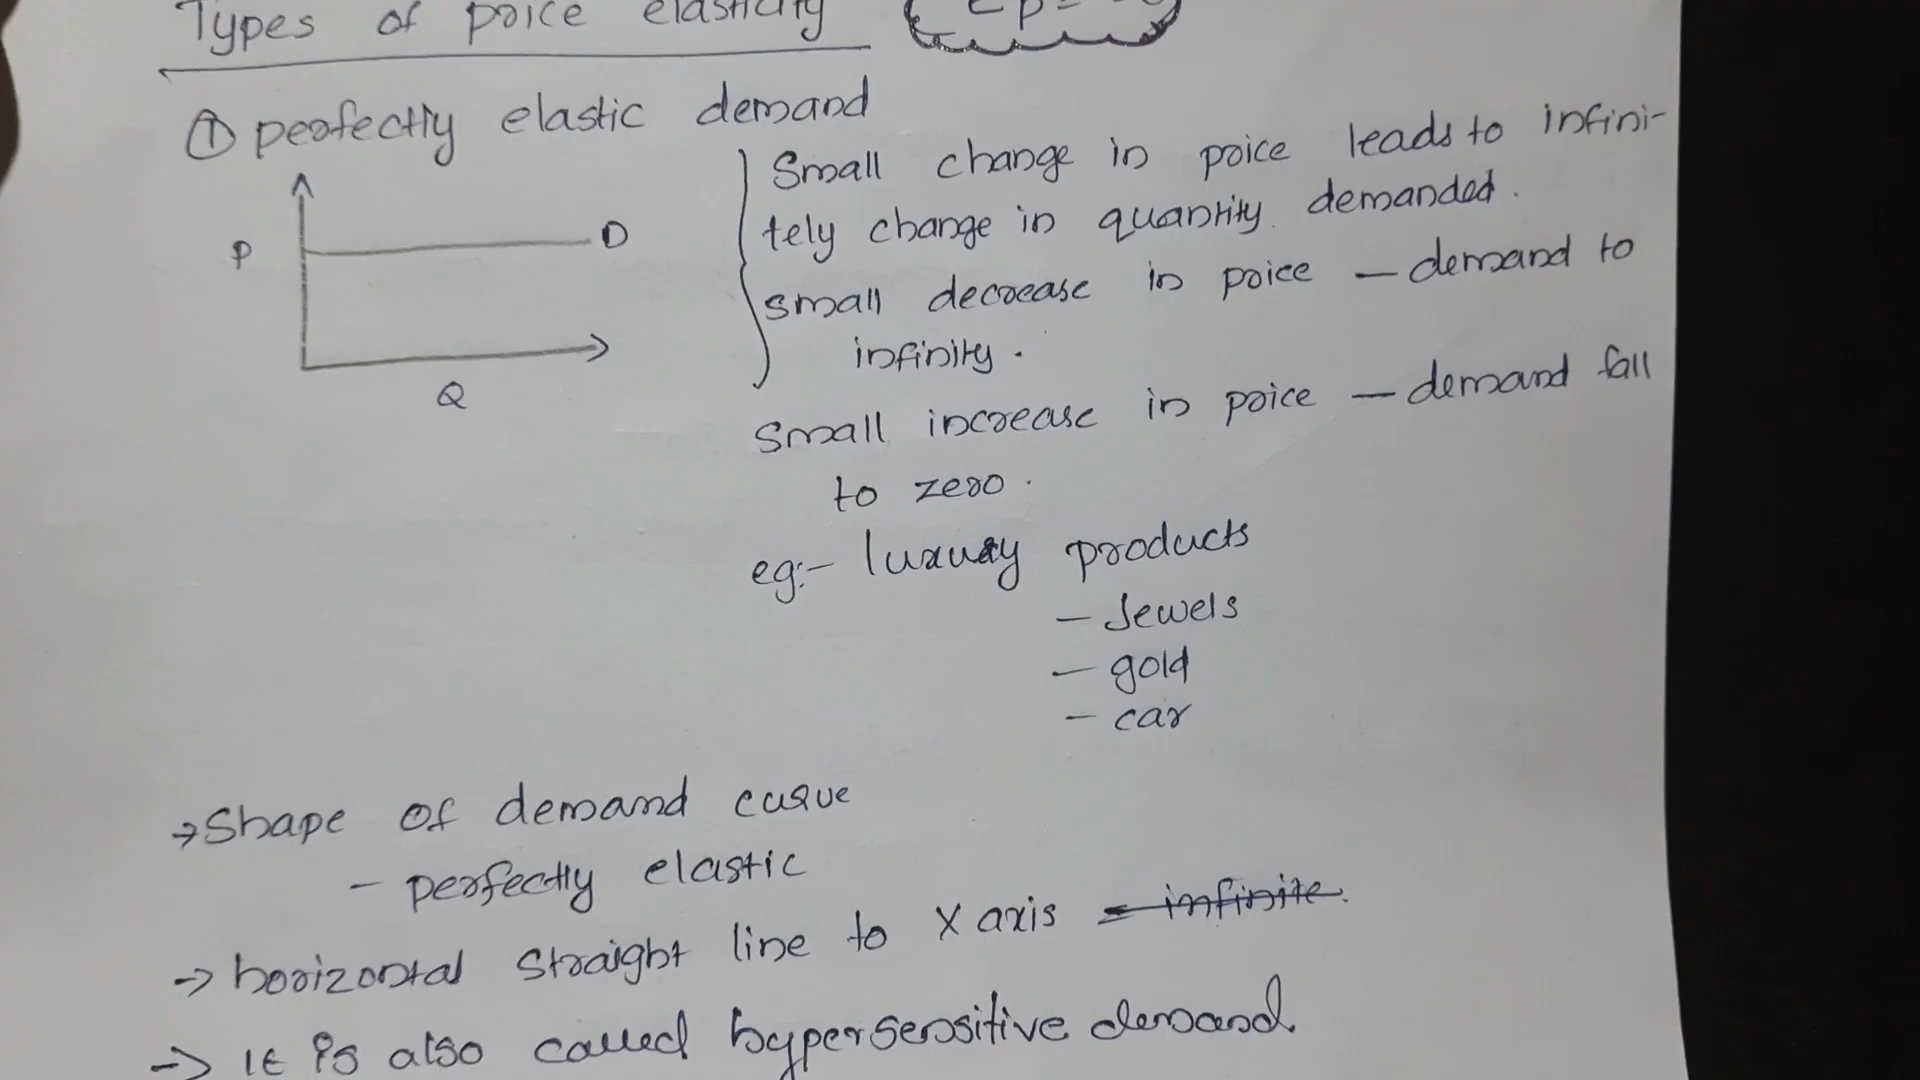 Types of price elasticity
① perfectly elastic demand
P
D
Q
Small change in price leads to infini-
tely change in quantity demanded.
small decrease in price — demand to
infinity.
Small increase in price — demand fall
to zero.
eg:- luxuary products
- Jewels
- gold
- car
→ Shape of demand curve
- perfectly elastic
→ horizontal straight line to X axis = infinite.
→ It is also called hypersensitive demand